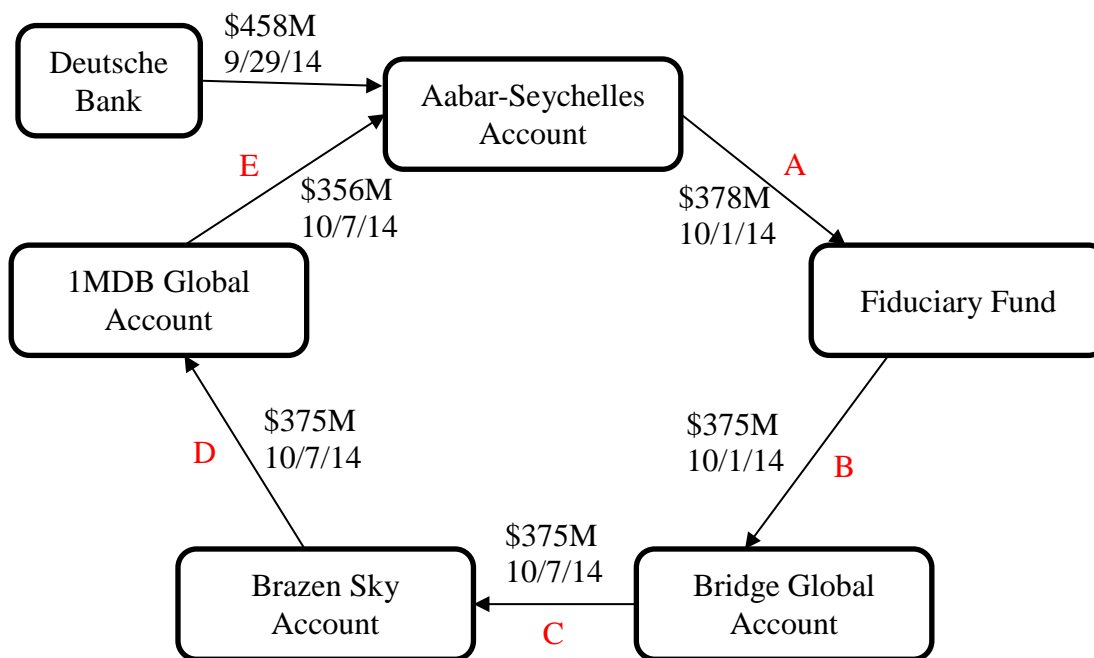 $458M
9/29/14
Deutsche
Bank
Aabar-Seychelles
Account
E
A
$356M
10/7/14
$378M
10/1/14
1MDB Global
Account
Fiduciary Fund
$375M
10/7/14
D
$375M
10/1/14
B
$375M
10/7/14
Brazen Sky
Account
C
Bridge Global
Account